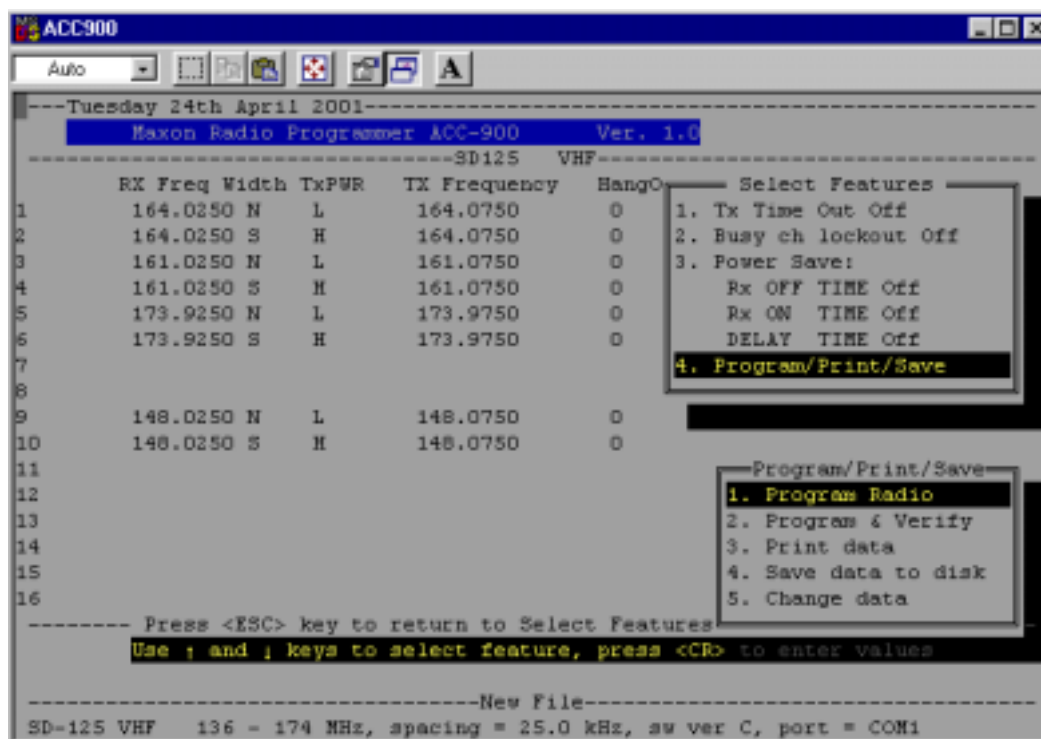 ACC900
Auto
A
---Tuesday 24th April 2001---
Maxon Radio Programmer ACC-900 Ver. 1.0
---SD125 VHF---
RX Freq Width TxPWR TX Frequency HangO
1 164.0250 N L 164.0750 0
2 164.0250 S H 164.0750 0
3 161.0250 N L 161.0750 0
4 161.0250 S H 161.0750 0
5 173.9250 N L 173.9750 0
6 173.9250 S H 173.9750 0
7
8
9 148.0250 N L 148.0750 0
10 148.0250 S H 148.0750 0
11
12
13
14
15
16
Select Features
1. Tx Time Out Off
2. Busy ch lockout Off
3. Power Save:
Rx OFF TIME Off
Rx ON TIME Off
DELAY TIME Off
4. Program/Print/Save
Program/Print/Save
1. Program Radio
2. Program & Verify
3. Print data
4. Save data to disk
5. Change data
-------- Press <ESC> key to return to Select Features
Use ↑ and ↓ keys to select feature, press <CR> to enter values
---New File---
SD-125 VHF 136 - 174 MHz, spacing = 25.0 kHz, sw ver C, port = COM1